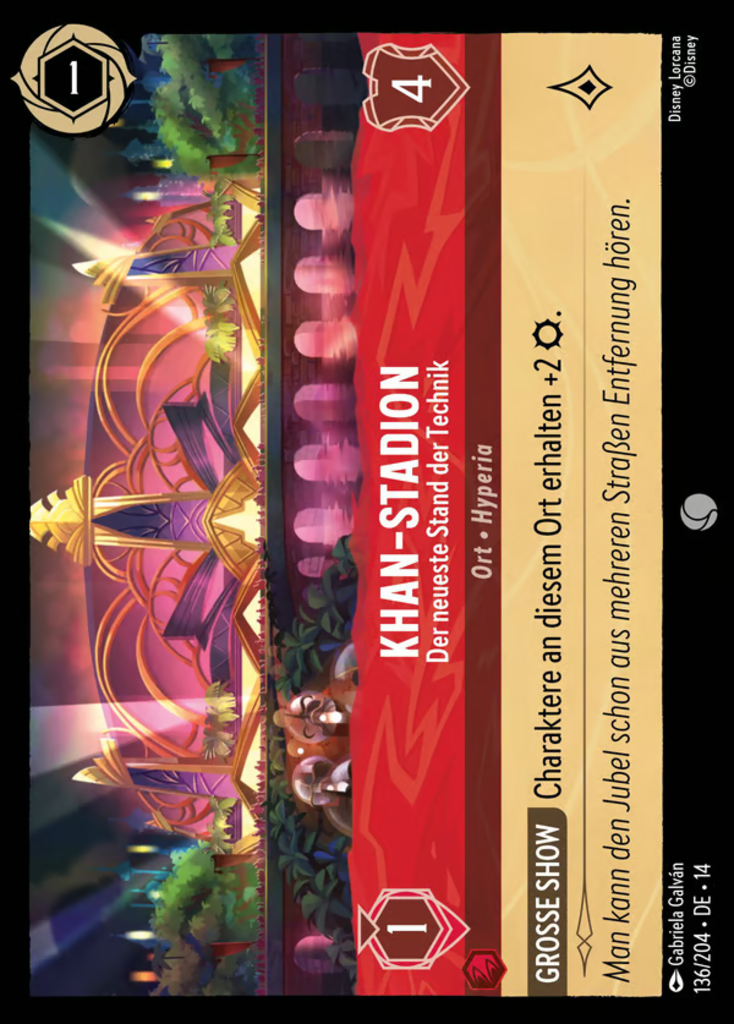 1
4
KHAN-STADION
Der neueste Stand der Technik
1
Ort • Hyperia
GROSSE SHOW Charaktere an diesem Ort erhalten +2 .
Man kann den Jubel schon aus mehreren Straßen Entfernung hören.
Gabriela Galván
136/204 • DE • 14
Disney Lorcana
©Disney